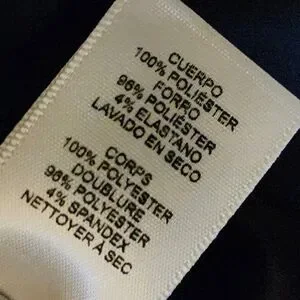 CUERPO
100% POLIÉSTER
FORRO
96% POLIÉSTER
4% ELASTANO
LAVADO EN SECO
CORPS
100% POLYESTER
DOUBLURE
96% POLYESTER
4% SPANDEX
NETTOYER À SEC